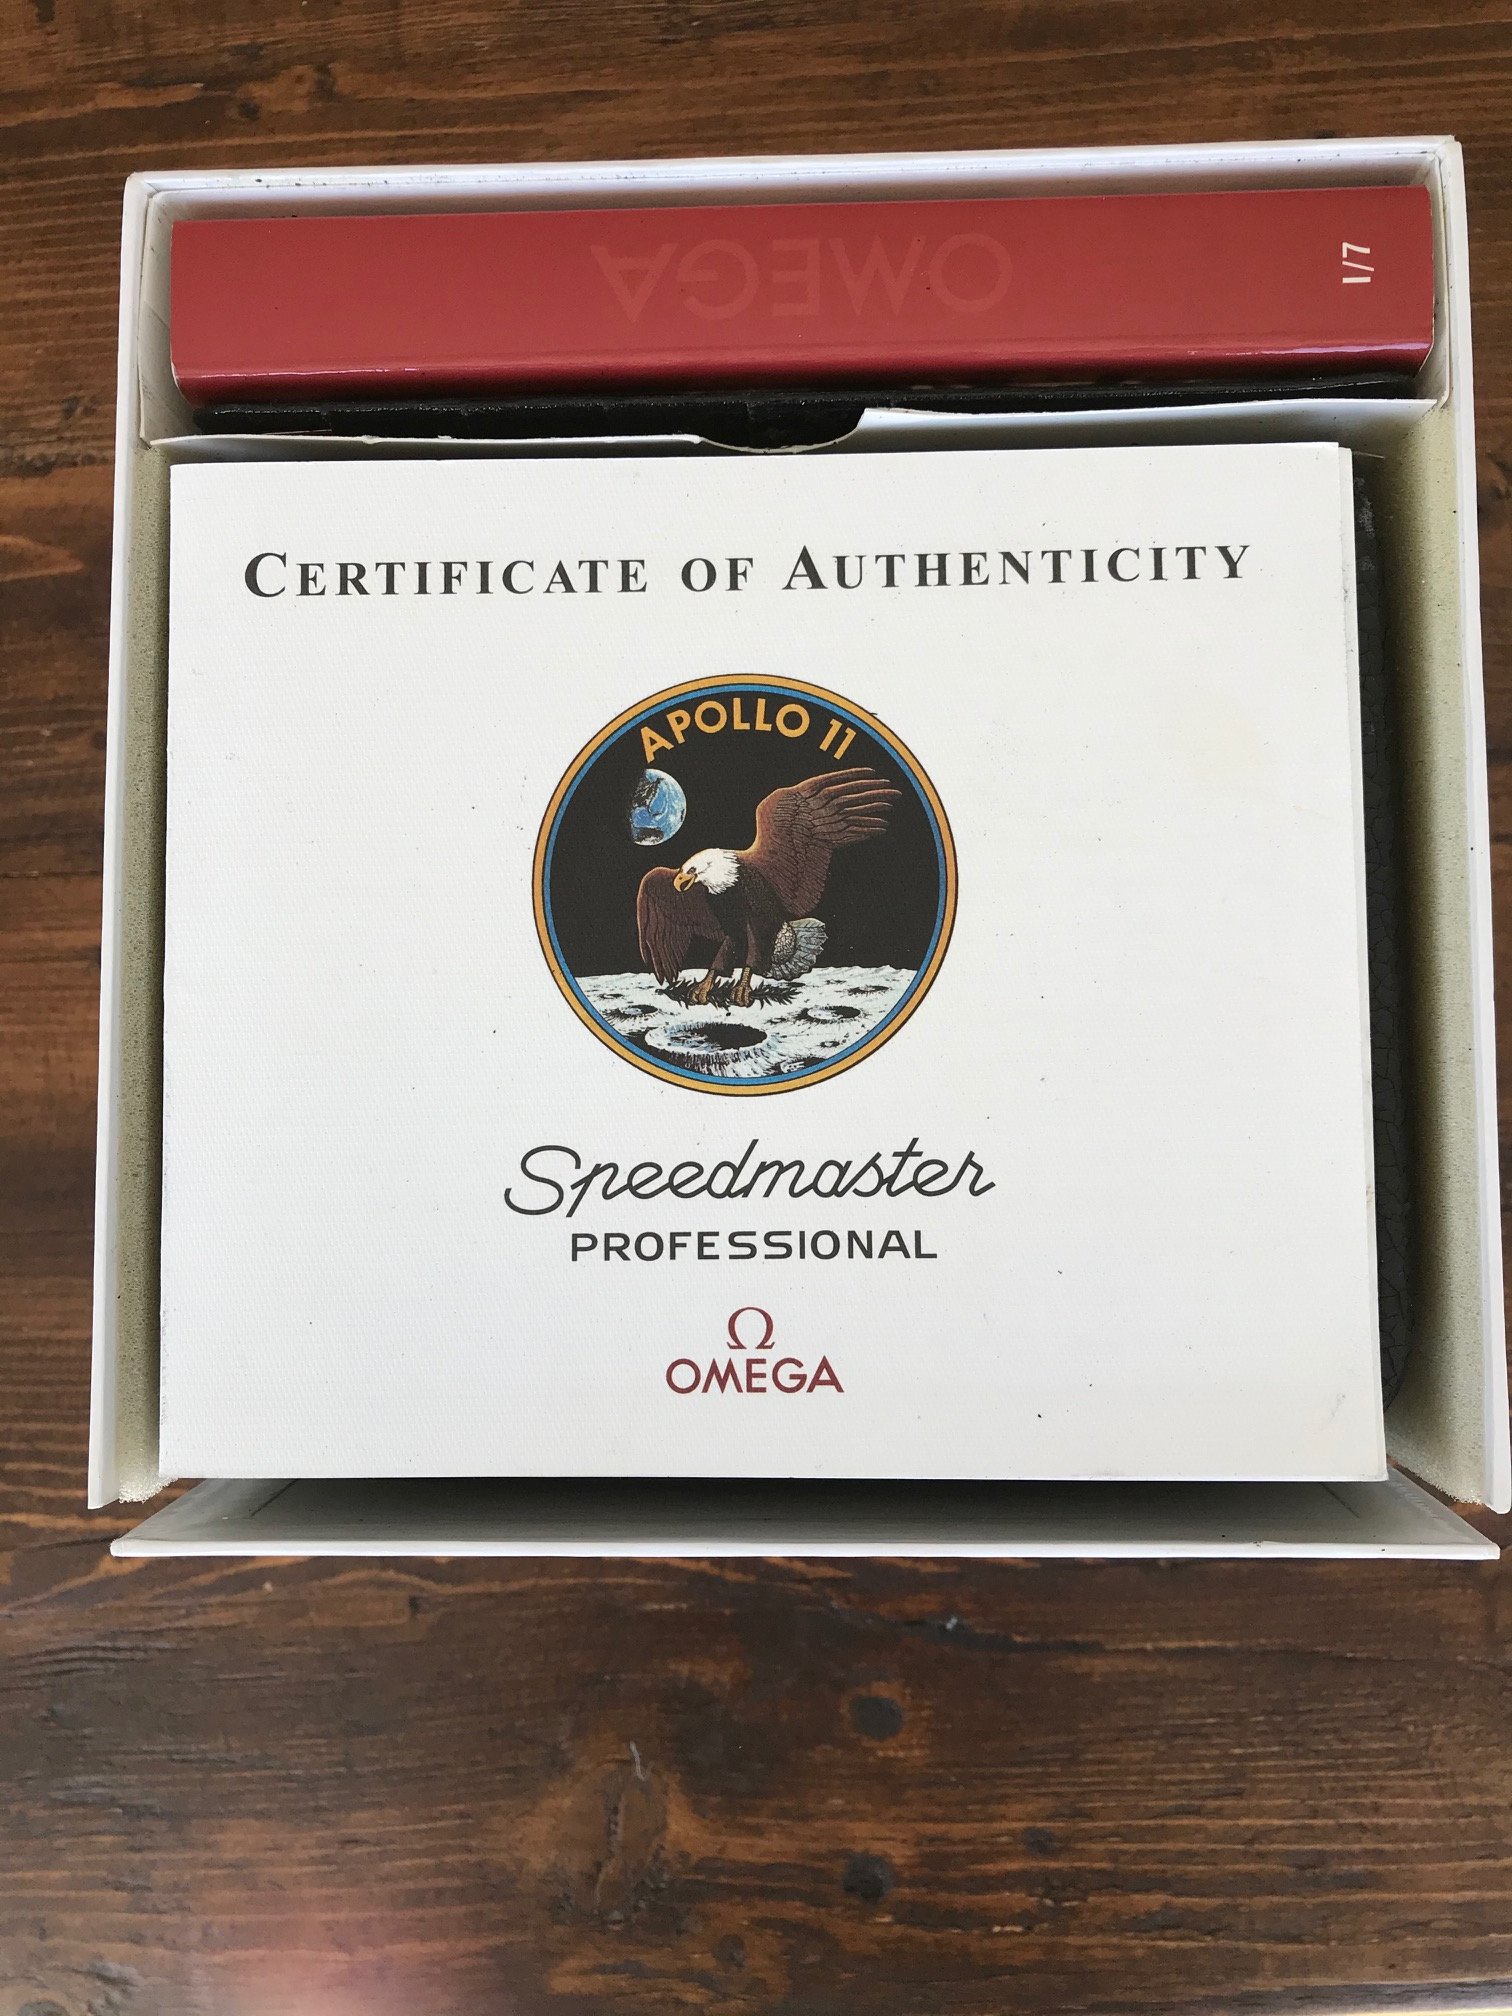 OMEGA
1/7
CERTIFICATE OF AUTHENTICITY
APOLLO 11
Speedmaster
PROFESSIONAL
Ω
OMEGA